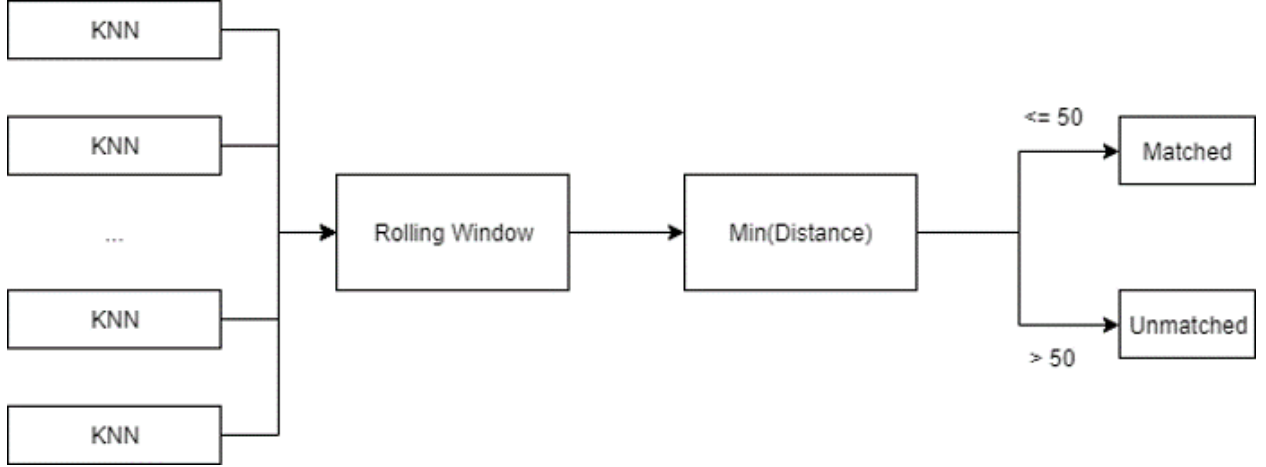 KNN
KNN
...
KNN
KNN
Rolling Window
Min(Distance)
<= 50
Matched
Unmatched
> 50